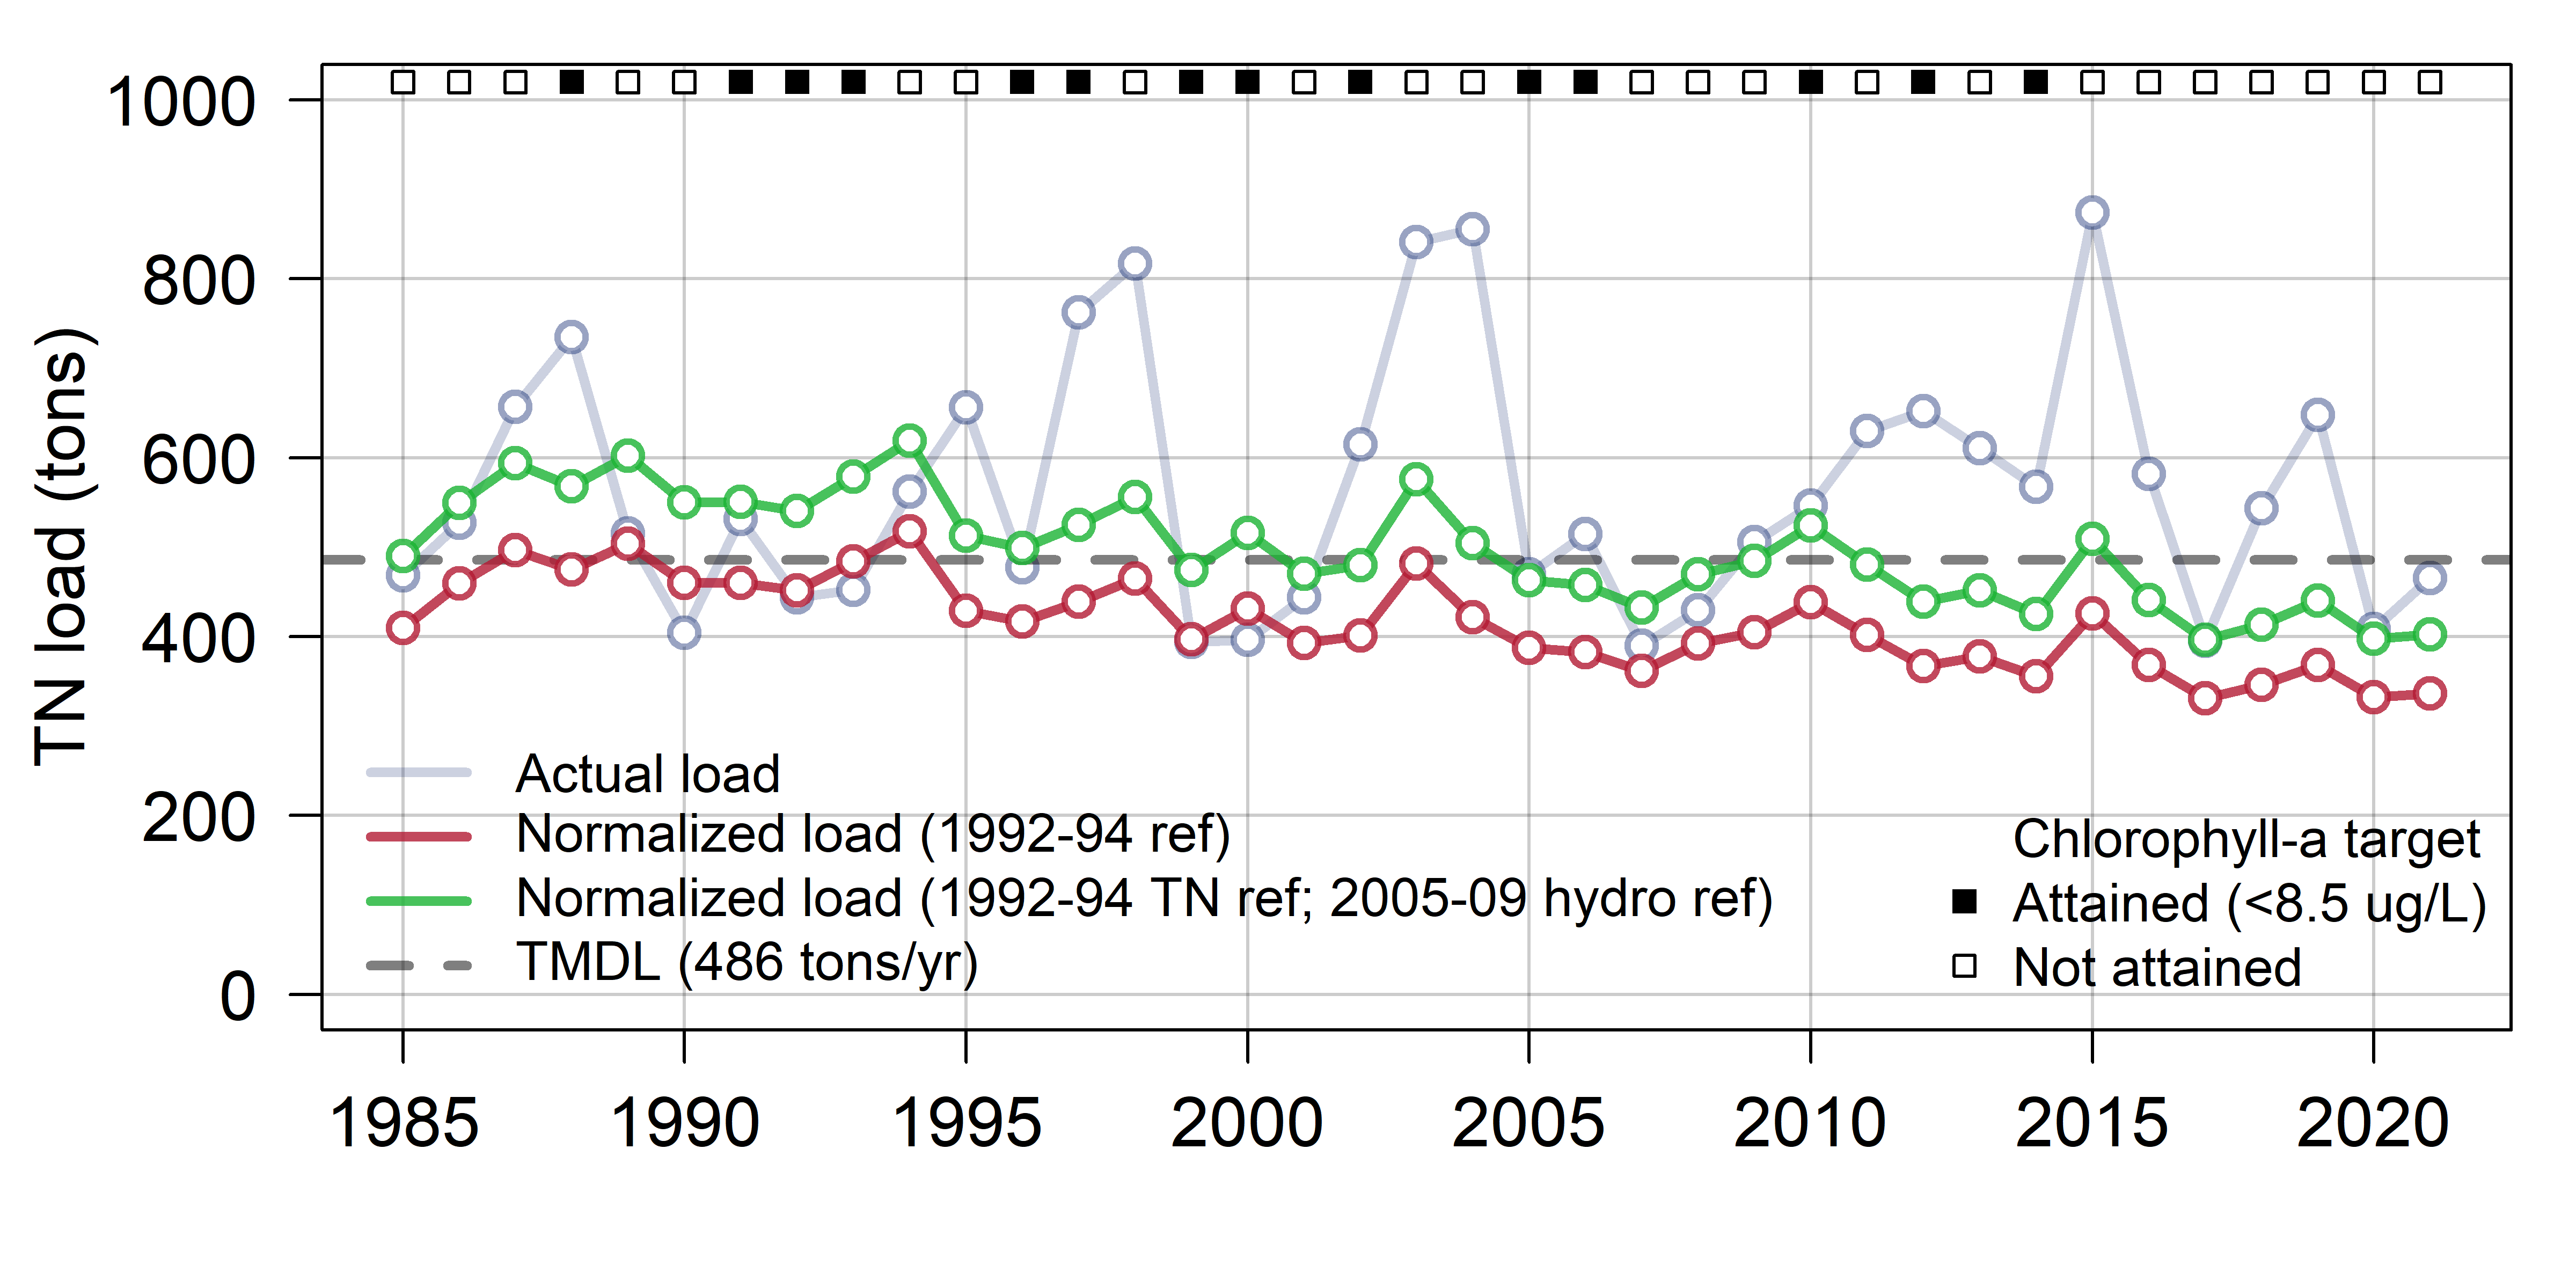 TN load (tons)
1000
800
600
400
200
0
Actual load
Normalized load (1992-94 ref)
Normalized load (1992-94 TN ref; 2005-09 hydro ref)
TMDL (486 tons/yr)
Chlorophyll-a target
Attained (<8.5 ug/L)
Not attained
1985 1990 1995 2000 2005 2010 2015 2020